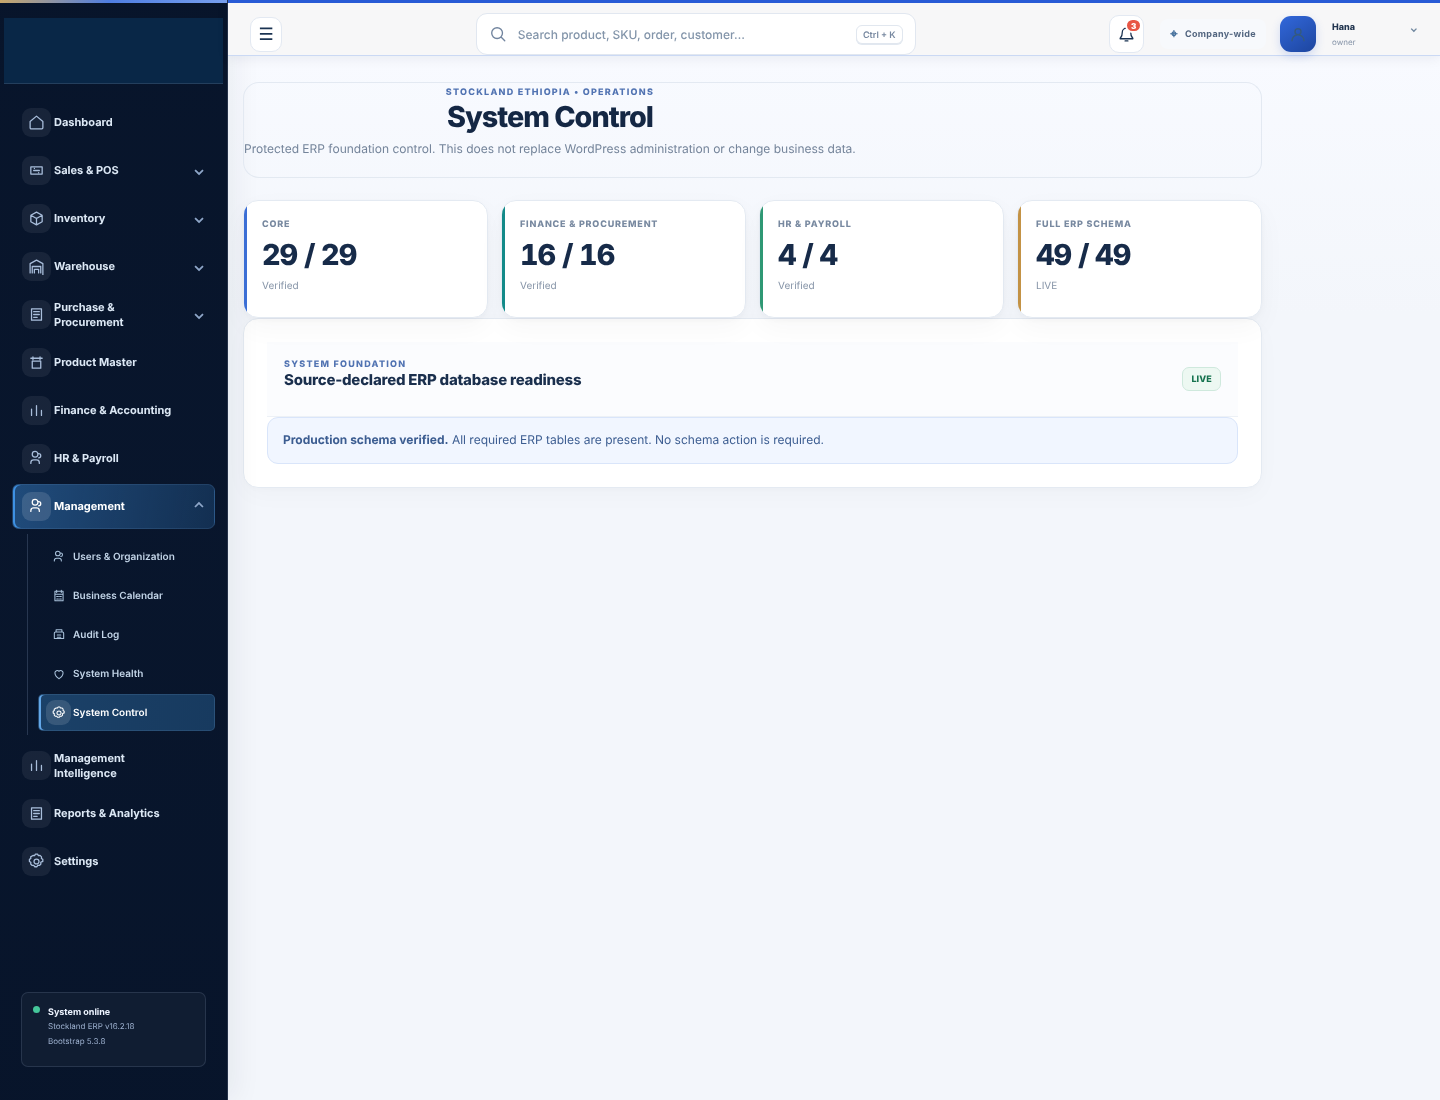 Search product, SKU, order, customer...
Ctrl + K
3
Company-wide
Hana
owner
Dashboard
Sales & POS
Inventory
Warehouse
Purchase &
Procurement
Product Master
Finance & Accounting
HR & Payroll
Management
Users & Organization
Business Calendar
Audit Log
System Health
System Control
Management
Intelligence
Reports & Analytics
Settings
System online
Stockland ERP v16.2.18
Bootstrap 5.3.8
STOCKLAND ETHIOPIA • OPERATIONS
System Control
Protected ERP foundation control. This does not replace WordPress administration or change business data.
CORE
29 / 29
Verified
FINANCE & PROCUREMENT
16 / 16
Verified
HR & PAYROLL
4 / 4
Verified
FULL ERP SCHEMA
49 / 49
LIVE
SYSTEM FOUNDATION
Source-declared ERP database readiness
LIVE
Production schema verified. All required ERP tables are present. No schema action is required.